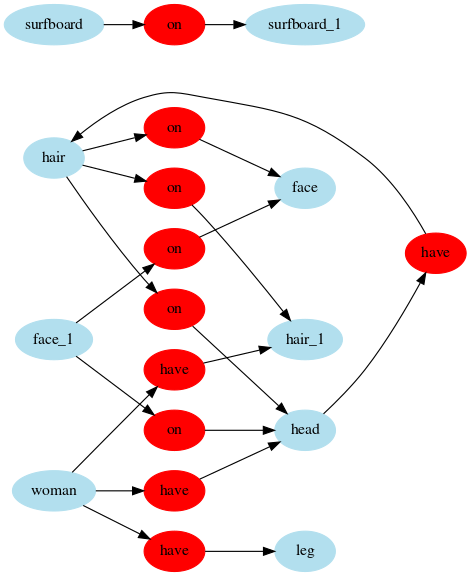 surfboard on surfboard_1
on
hair
on face
on have
face_1 on hair_1
have
on head
woman have
have leg